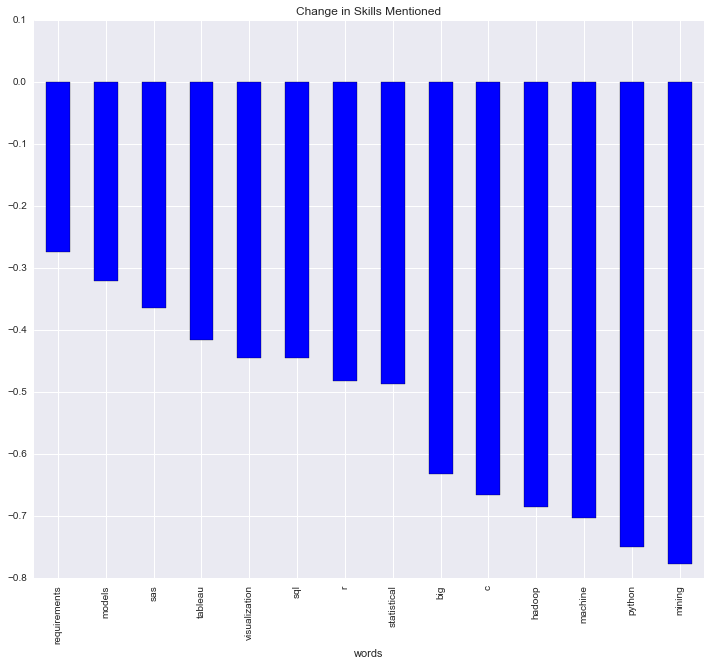 Change in Skills Mentioned
0.1
0.0
−0.1
−0.2
−0.3
−0.4
−0.5
−0.6
−0.7
−0.8
requirements
models
sas
tableau
visualization
sql
r
statistical
big
c
hadoop
machine
python
mining
words